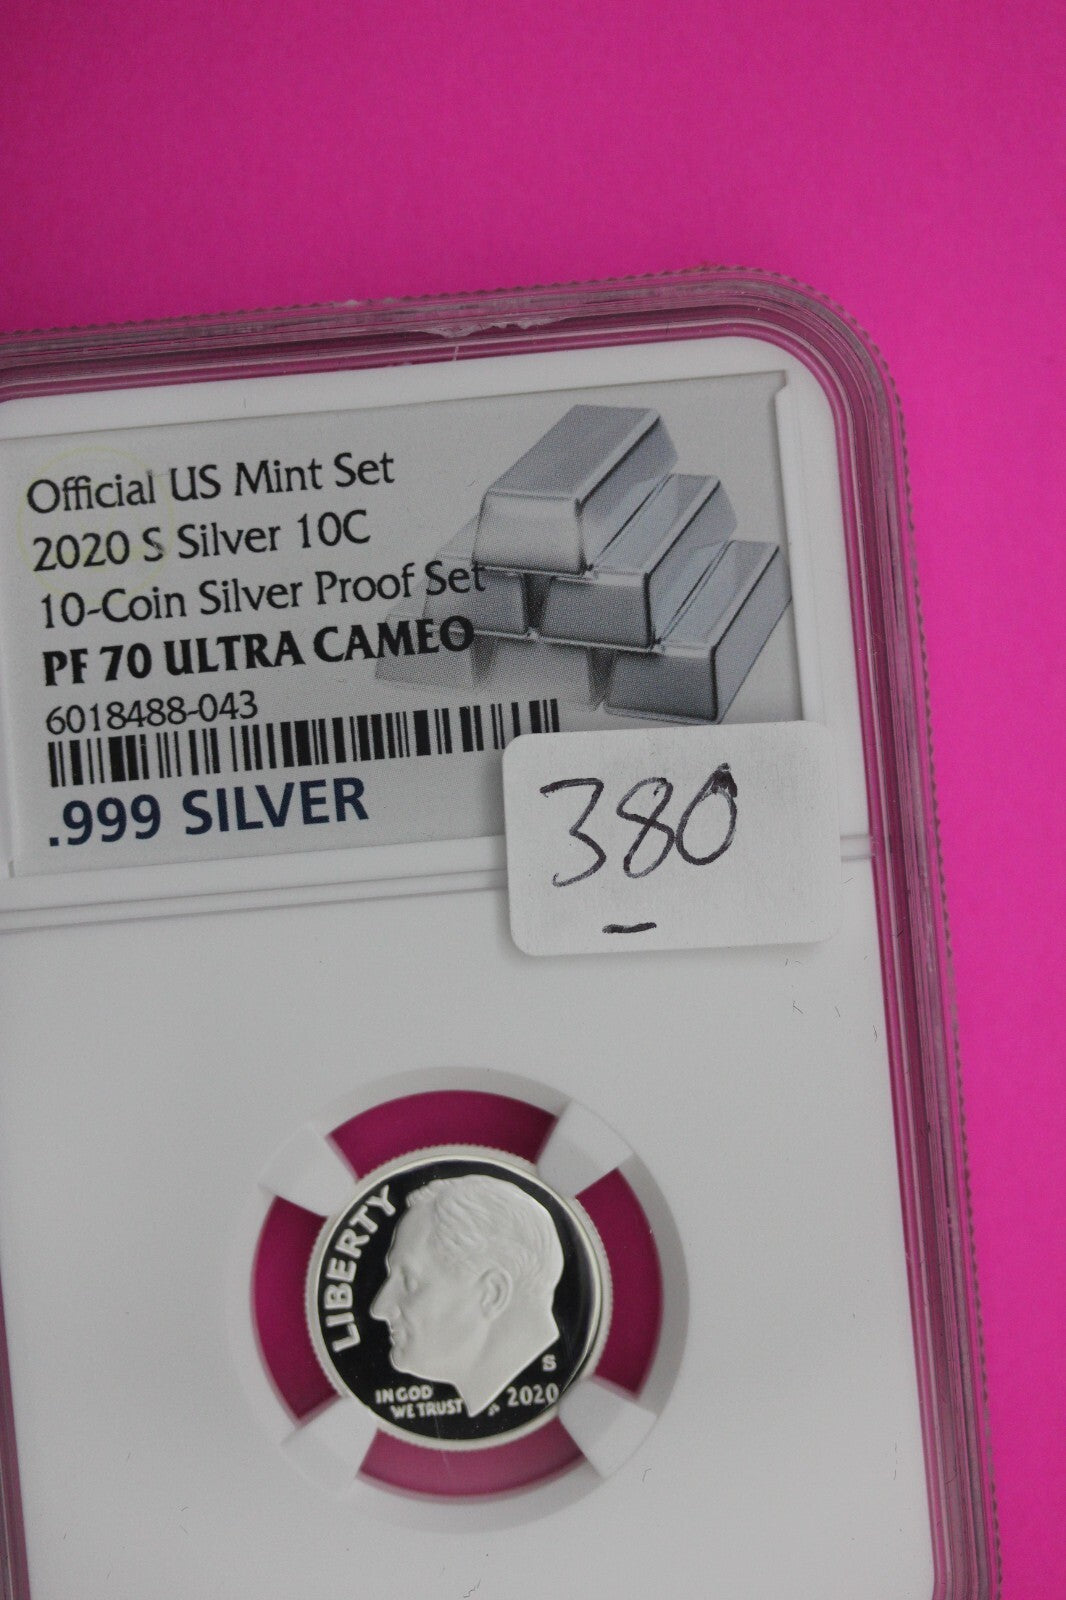 Official US Mint Set
2020 S Silver 10C
10-Coin Silver Proof Set
PF 70 ULTRA CAMEO
6018488-043
.999 SILVER
380
LIBERTY
IN GOD
WE TRUST
S
2020